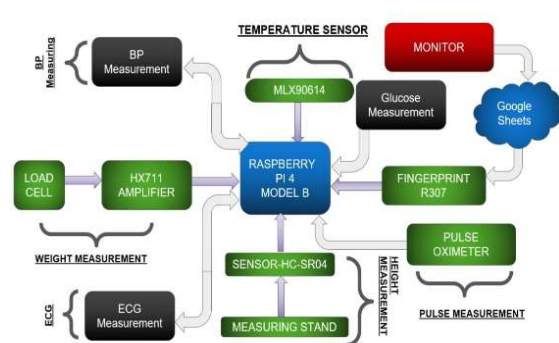 TEMPERATURE SENSOR
MONITOR
BP
Measuring
BP
Measurement
MLX90614
Glucose
Measurement
Google
Sheets
LOAD
CELL
HX711
AMPLIFIER
RASPBERRY
PI 4
MODEL B
FINGERPRINT
R307
WEIGHT MEASUREMENT
SENSOR-HC-SR04
HEIGHT
MEASUREMENT
PULSE
OXIMETER
ECG
ECG
Measurement
MEASURING STAND
PULSE MEASUREMENT